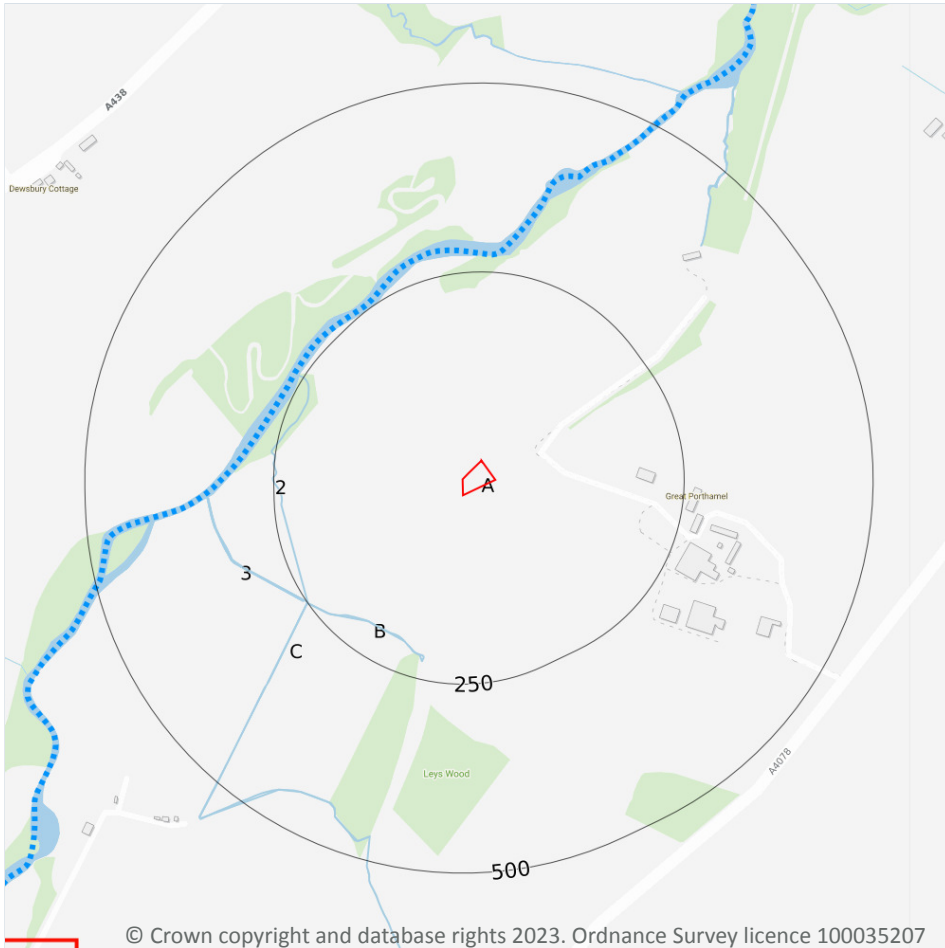 A438
Dewsbury Cottage
2
A
Great Porthamel
3
B
C
250
Leys Wood
A4078
500
© Crown copyright and database rights 2023. Ordnance Survey licence 100035207